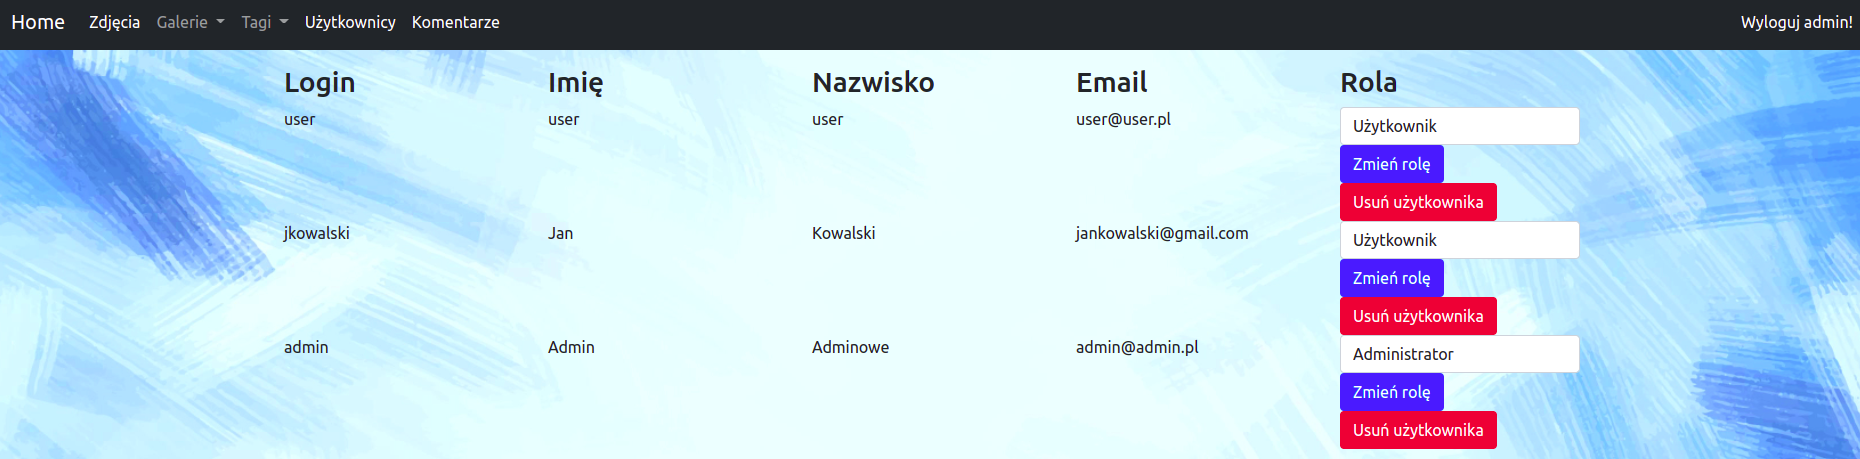 Home Zdjęcia Galerie Tagi Użytkownicy Komentarze Wyloguj admin!
Login Imię Nazwisko Email Rola
user user user user@user.pl Użytkownik
Zmień rolę
Usuń użytkownika
jkowalski Jan Kowalski jankowalski@gmail.com Użytkownik
Zmień rolę
Usuń użytkownika
admin Admin Adminowe admin@admin.pl Administrator
Zmień rolę
Usuń użytkownika